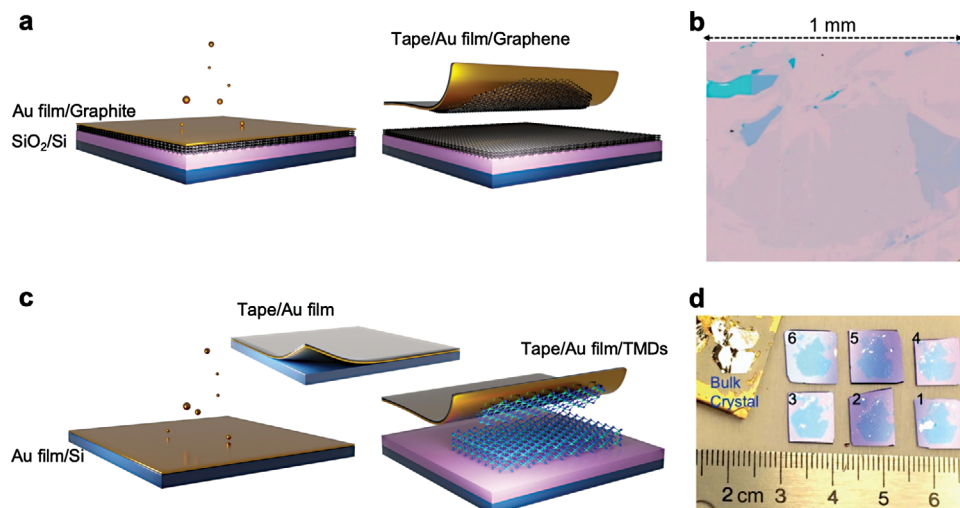 a
Tape/Au film/Graphene
Au film/Graphite
SiO₂/Si
b
1 mm
c
Tape/Au film
Tape/Au film/TMDs
Au film/Si
d
6
5
4
Bulk
Crystal
3
2
1
2 cm 3 4 5 6